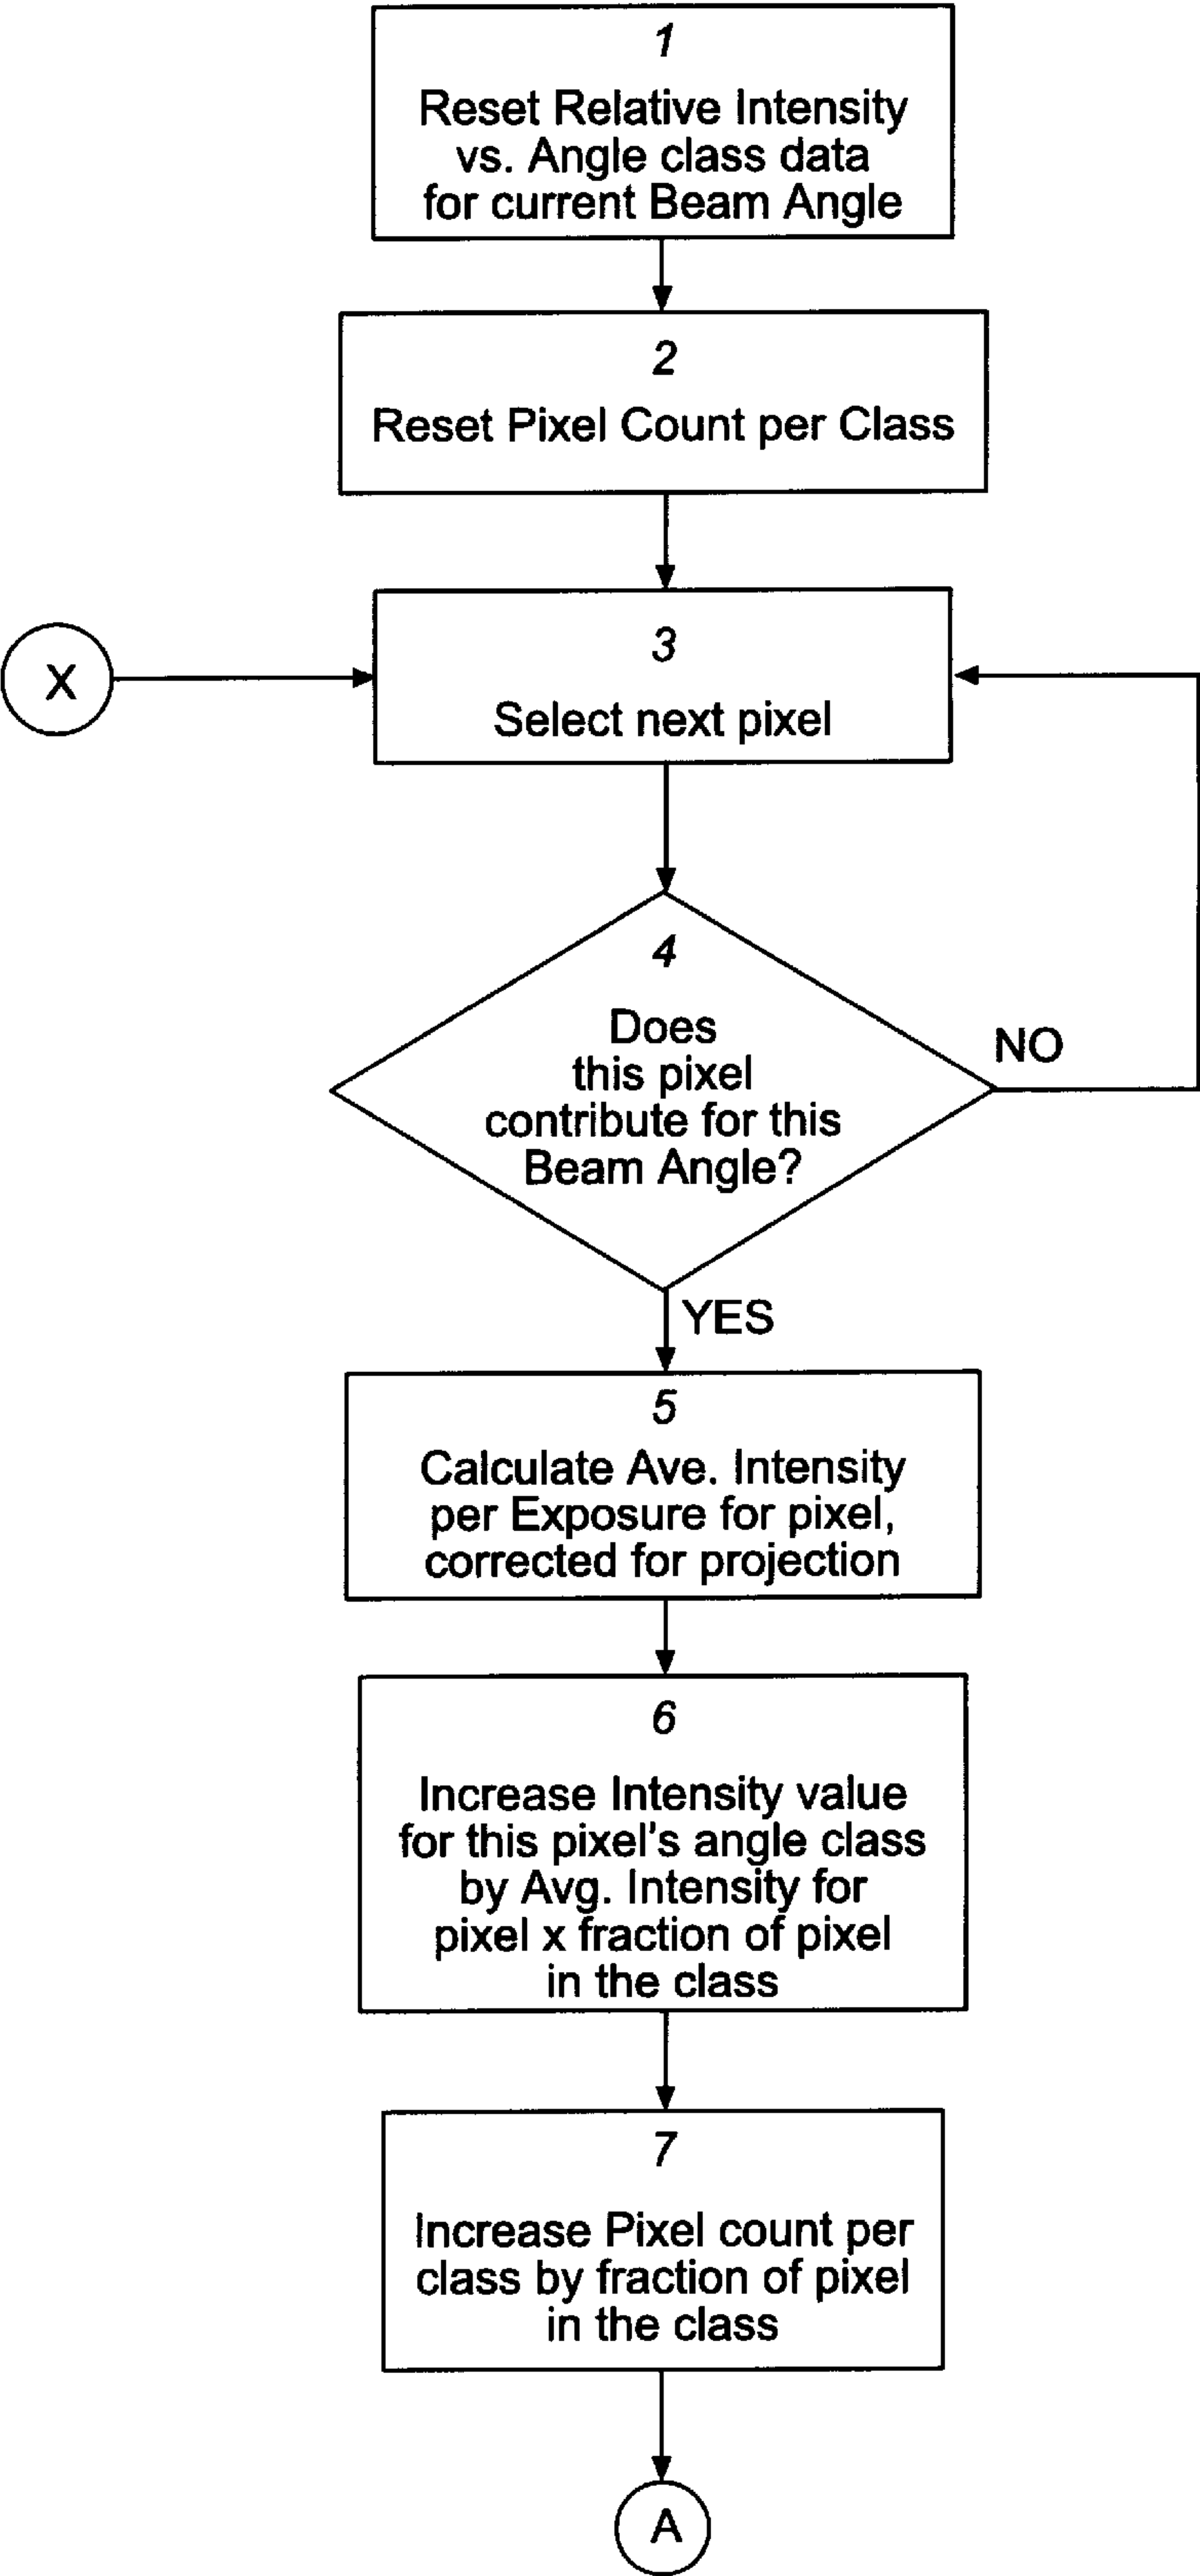 1
Reset Relative Intensity
vs. Angle class data
for current Beam Angle
2
Reset Pixel Count per Class
X
3
Select next pixel
4
Does
this pixel
contribute for this
Beam Angle?
NO
YES
5
Calculate Ave. Intensity
per Exposure for pixel,
corrected for projection
6
Increase Intensity value
for this pixel's angle class
by Avg. Intensity for
pixel x fraction of pixel
in the class
7
Increase Pixel count per
class by fraction of pixel
in the class
A